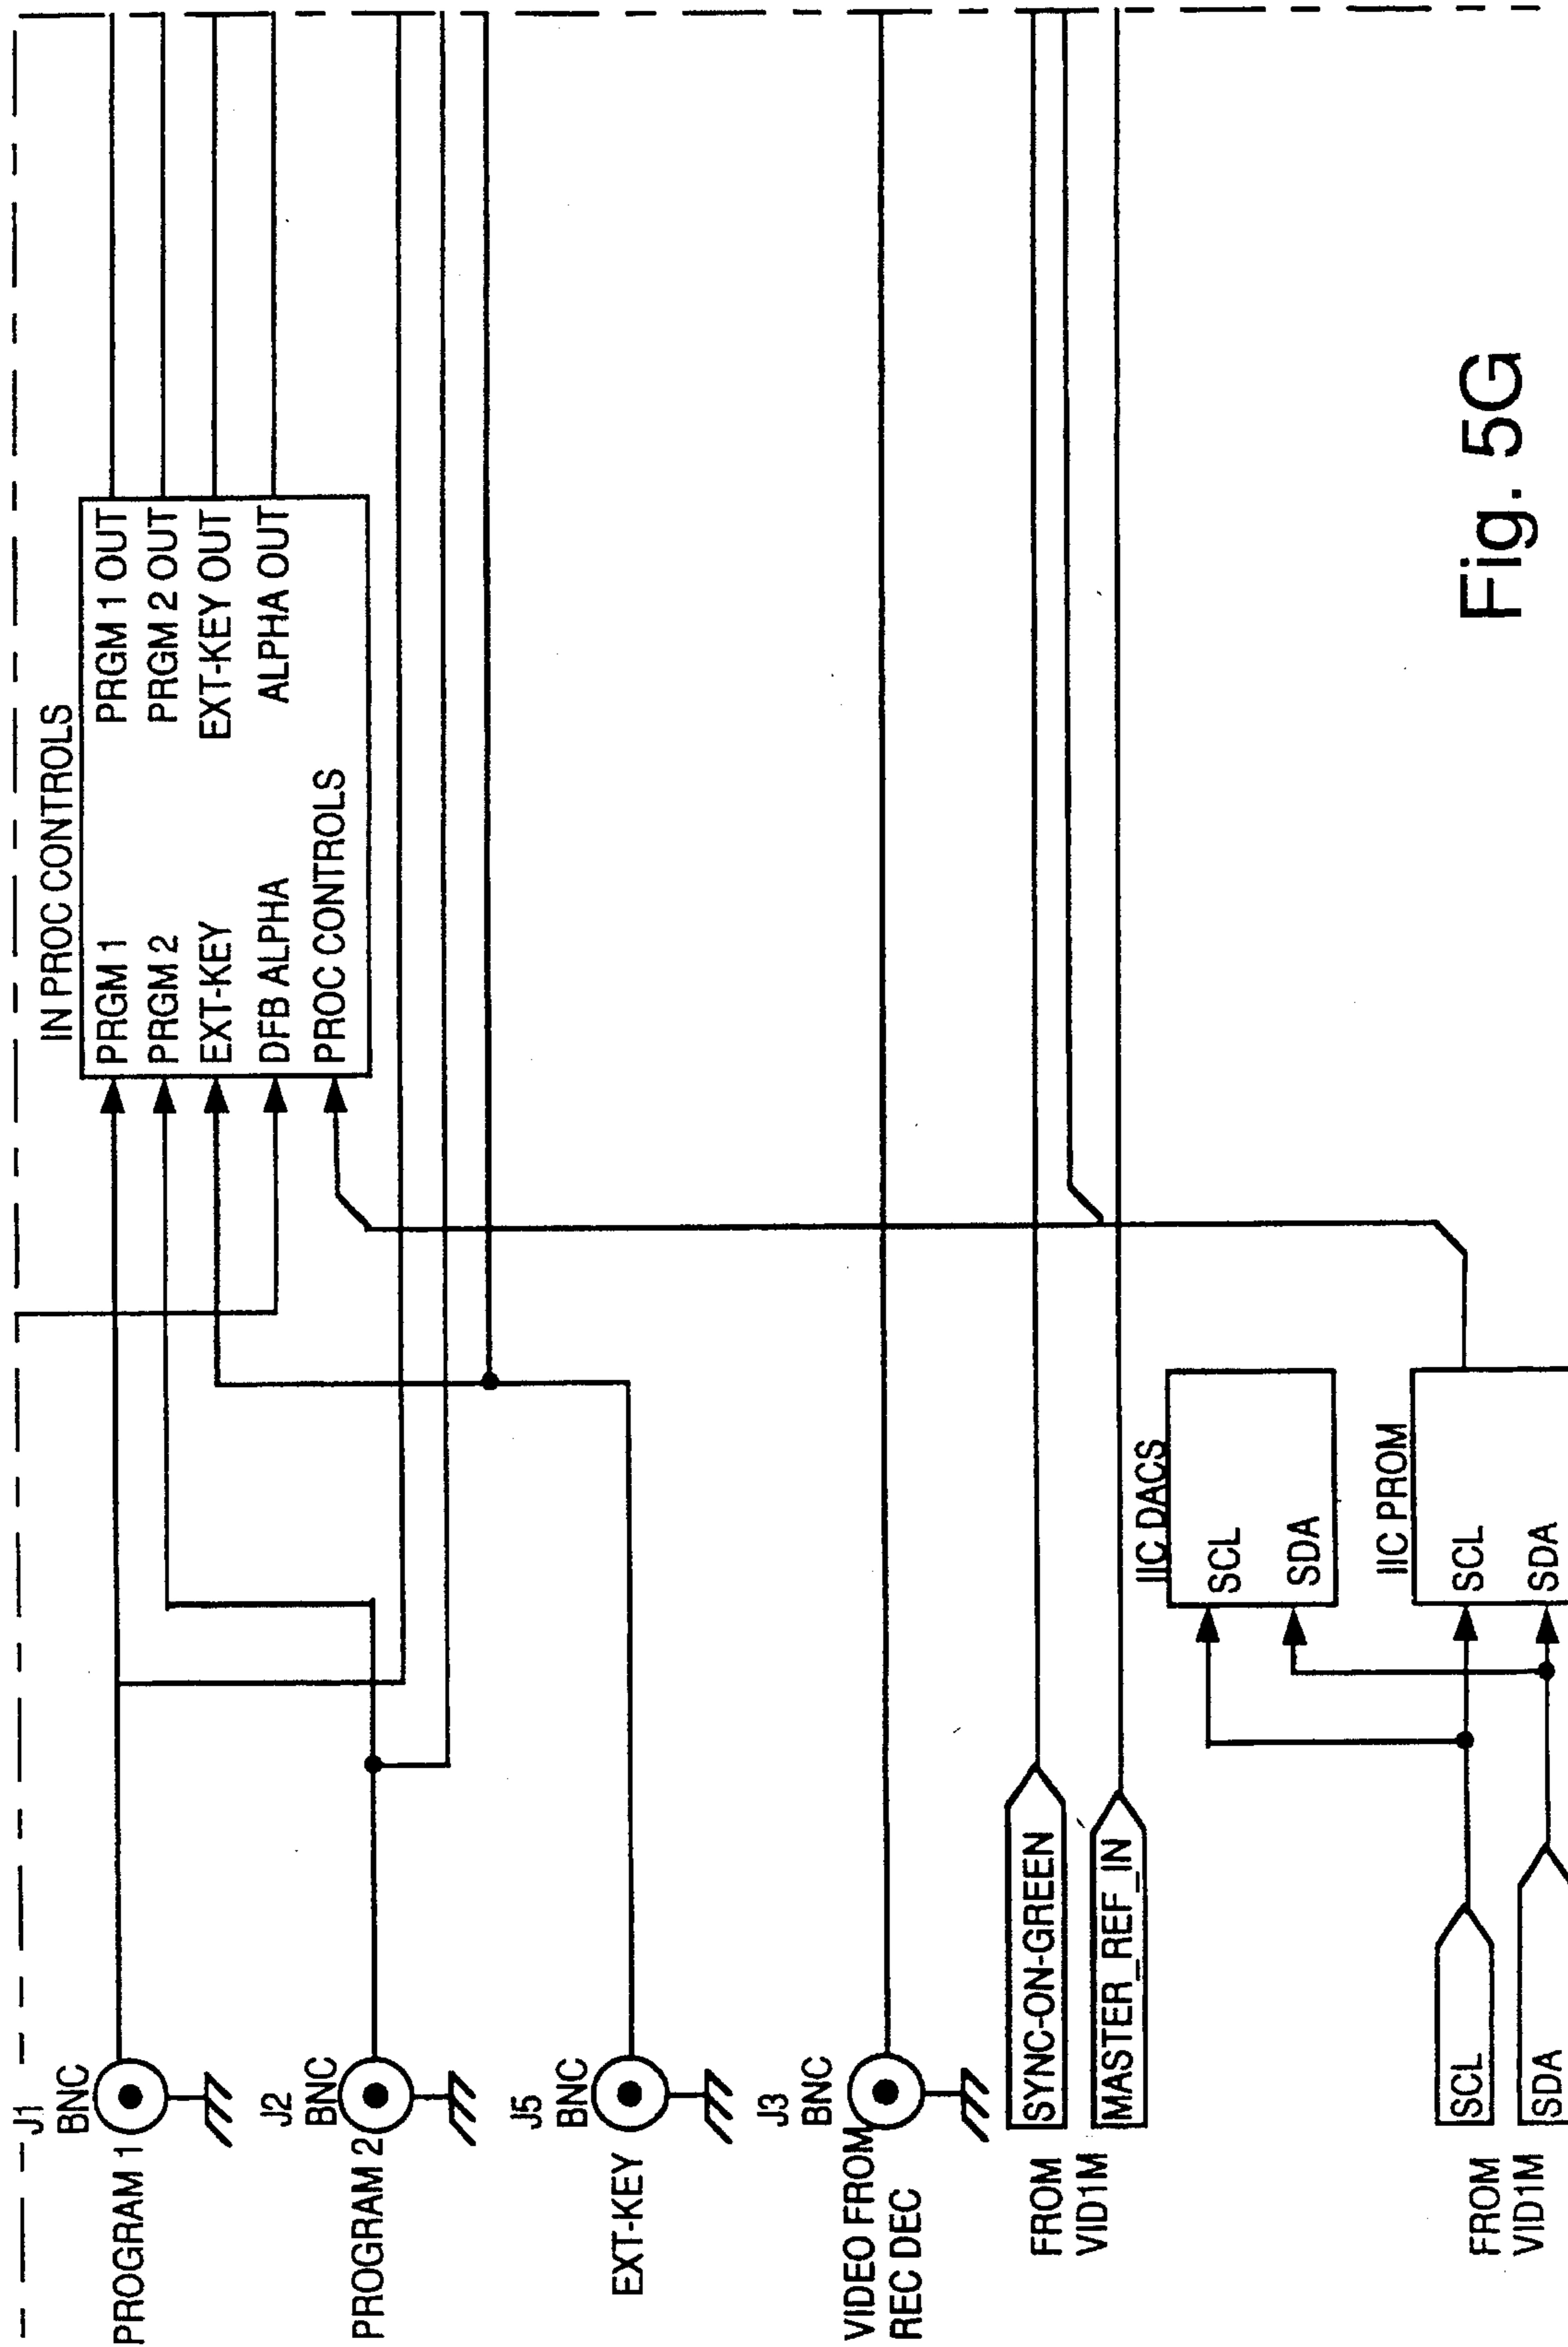 J1
BNC
PROGRAM 1
J2
BNC
PROGRAM 2
J5
BNC
EXT-KEY
J3
BNC
VIDEO FROM
REC DEC
SYNC-ON-GREEN
MASTER_REF_IN
FROM
VID1M
SCL
SDA
FROM
VID1M
IN PROC CONTROLS
PRGM 1
PRGM 1 OUT
PRGM 2
PRGM 2 OUT
EXT-KEY
EXT-KEY OUT
DFB ALPHA
ALPHA OUT
PROC CONTROLS
IIC DACS
SCL
SDA
IIC PROM
SCL
SDA
Fig. 5G